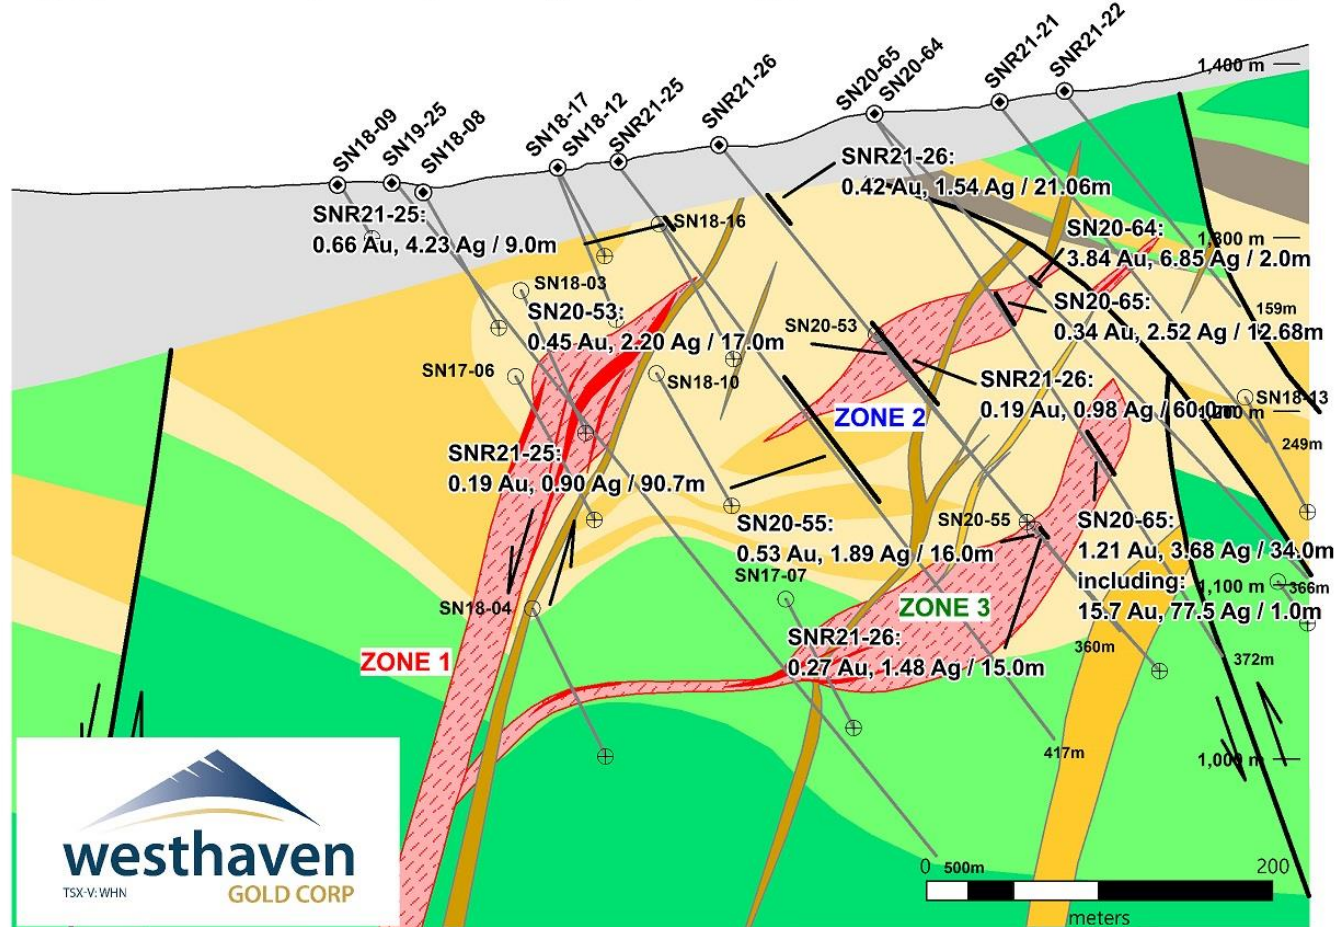 SN18-09
SN19-25
SN18-08
SN18-17
SN18-12
SNR21-25
SNR21-26
SN20-65
SN20-64
SNR21-21
SNR21-22
1,400 m
SNR21-26:
0.42 Au, 1.54 Ag / 21.06m
SNR21-25:
0.66 Au, 4.23 Ag / 9.0m
SN18-16
SN20-64:
3.84 Au, 6.85 Ag / 2.0m
1,300 m
SN18-03
SN20-53:
0.45 Au, 2.20 Ag / 17.0m
SN20-53
SN20-65:
0.34 Au, 2.52 Ag / 12.68m
159m
SN17-06
SN18-10
SNR21-26:
0.19 Au, 0.98 Ag / 60.0m
SN18-13
1,200 m
ZONE 2
249m
SNR21-25:
0.19 Au, 0.90 Ag / 90.7m
SN20-55:
0.53 Au, 1.89 Ag / 16.0m
SN20-55
SN20-65:
1.21 Au, 3.68 Ag / 34.0m
including:
15.7 Au, 77.5 Ag / 1.0m
1,100 m
366m
SN17-07
SN18-04
ZONE 3
ZONE 1
SNR21-26:
0.27 Au, 1.48 Ag / 15.0m
360m
372m
417m
1,000 m
westhaven
TSX-V: WHN
GOLD CORP
0
500m
200
meters